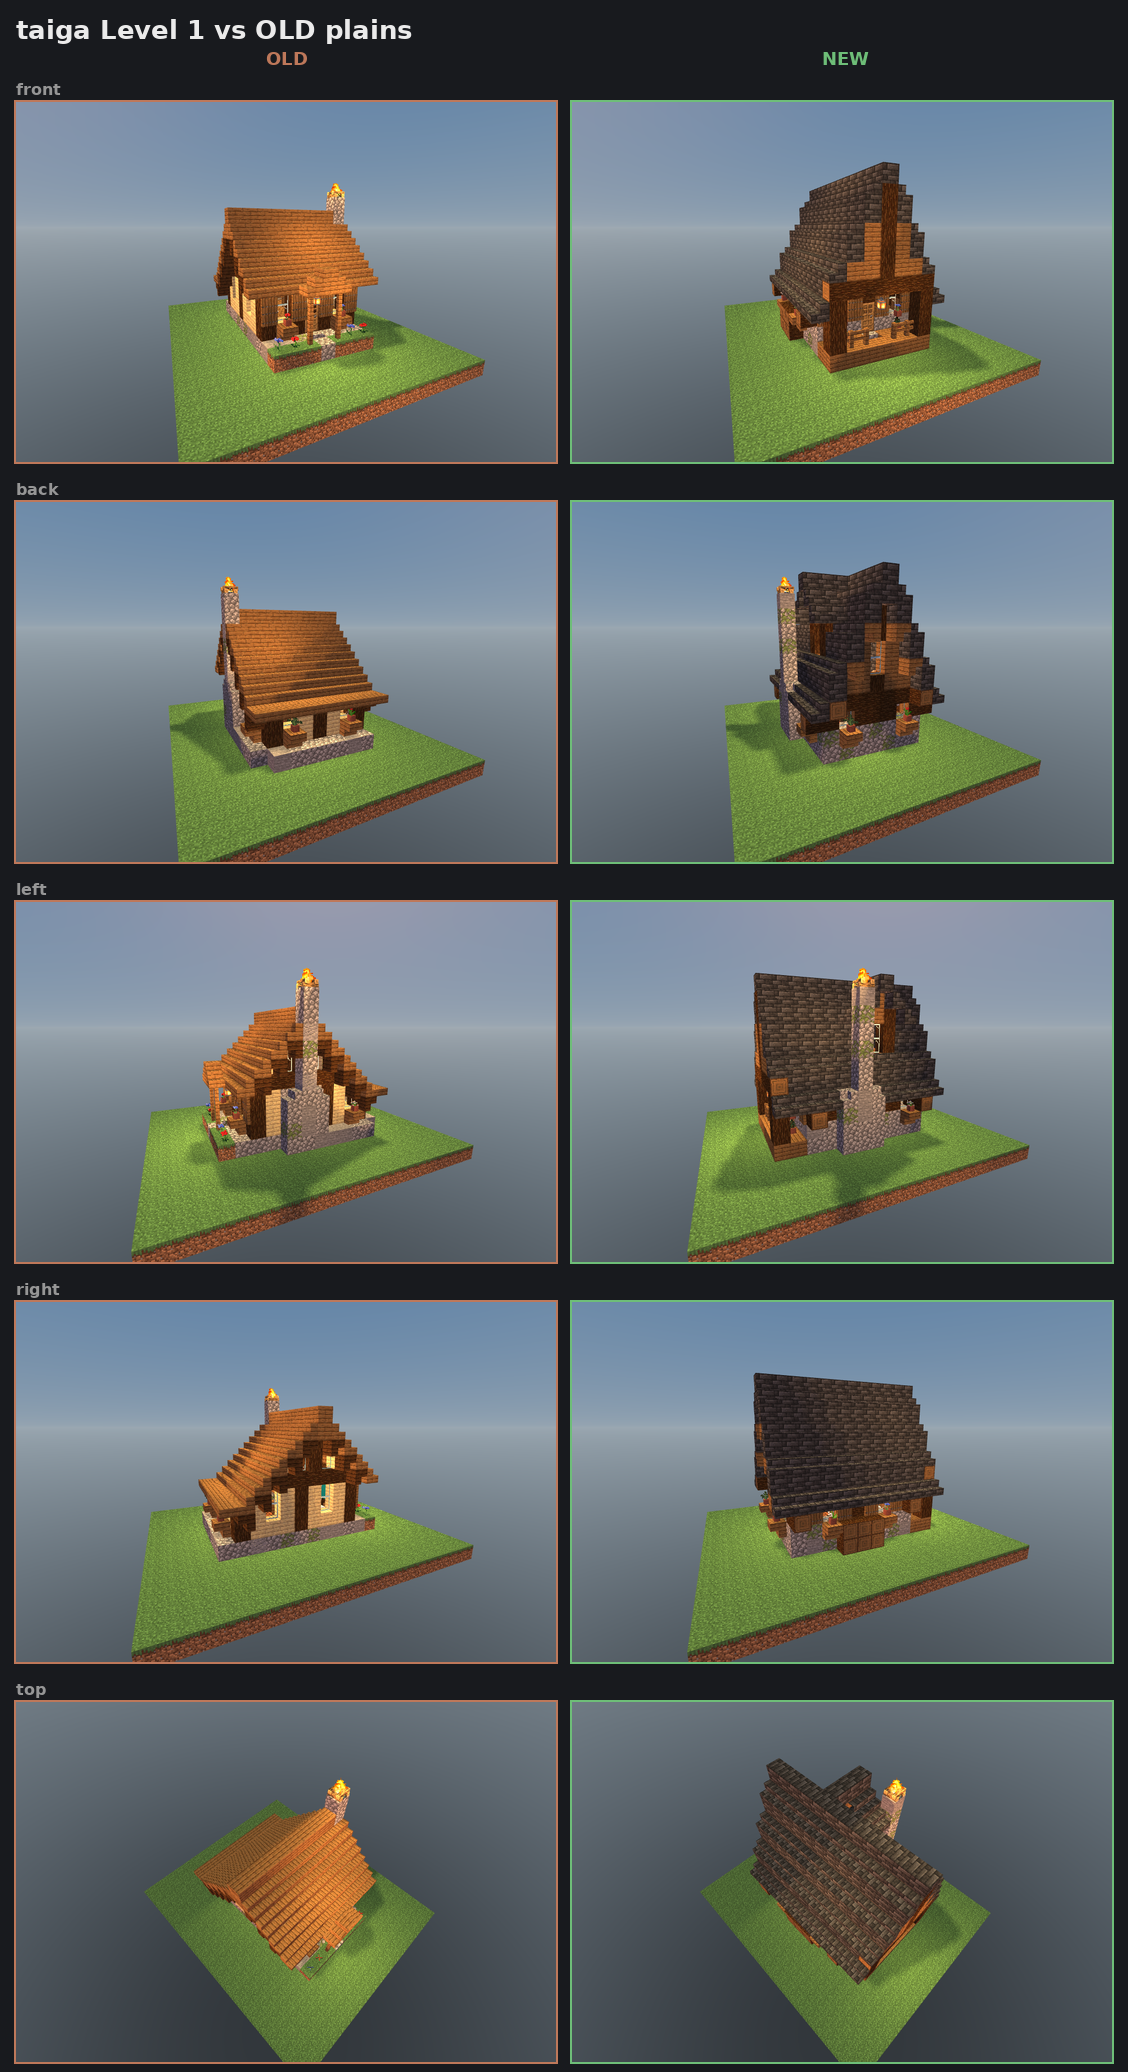 taiga Level 1 vs OLD plains
OLD
NEW
front
back
left
right
top